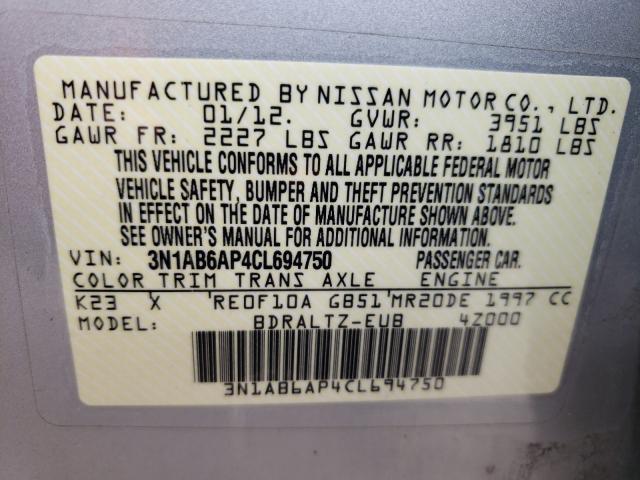 MANUFACTURED BY NISSAN MOTOR CO., LTD.
DATE: 01/12. GVWR: 3951 LBS
GAWR FR: 2227 LBS GAWR RR: 1810 LBS
THIS VEHICLE CONFORMS TO ALL APPLICABLE FEDERAL MOTOR
VEHICLE SAFETY, BUMPER AND THEFT PREVENTION STANDARDS
IN EFFECT ON THE DATE OF MANUFACTURE SHOWN ABOVE.
SEE OWNER'S MANUAL FOR ADDITIONAL INFORMATION.
VIN: 3N1AB6AP4CL694750 PASSENGER CAR.
COLOR TRIM TRANS AXLE ENGINE
K23 X RE0F10A GB51 MR20DE 1997 CC
MODEL: BDRALTZ-EUB 4Z000
3N1AB6AP4CL694750